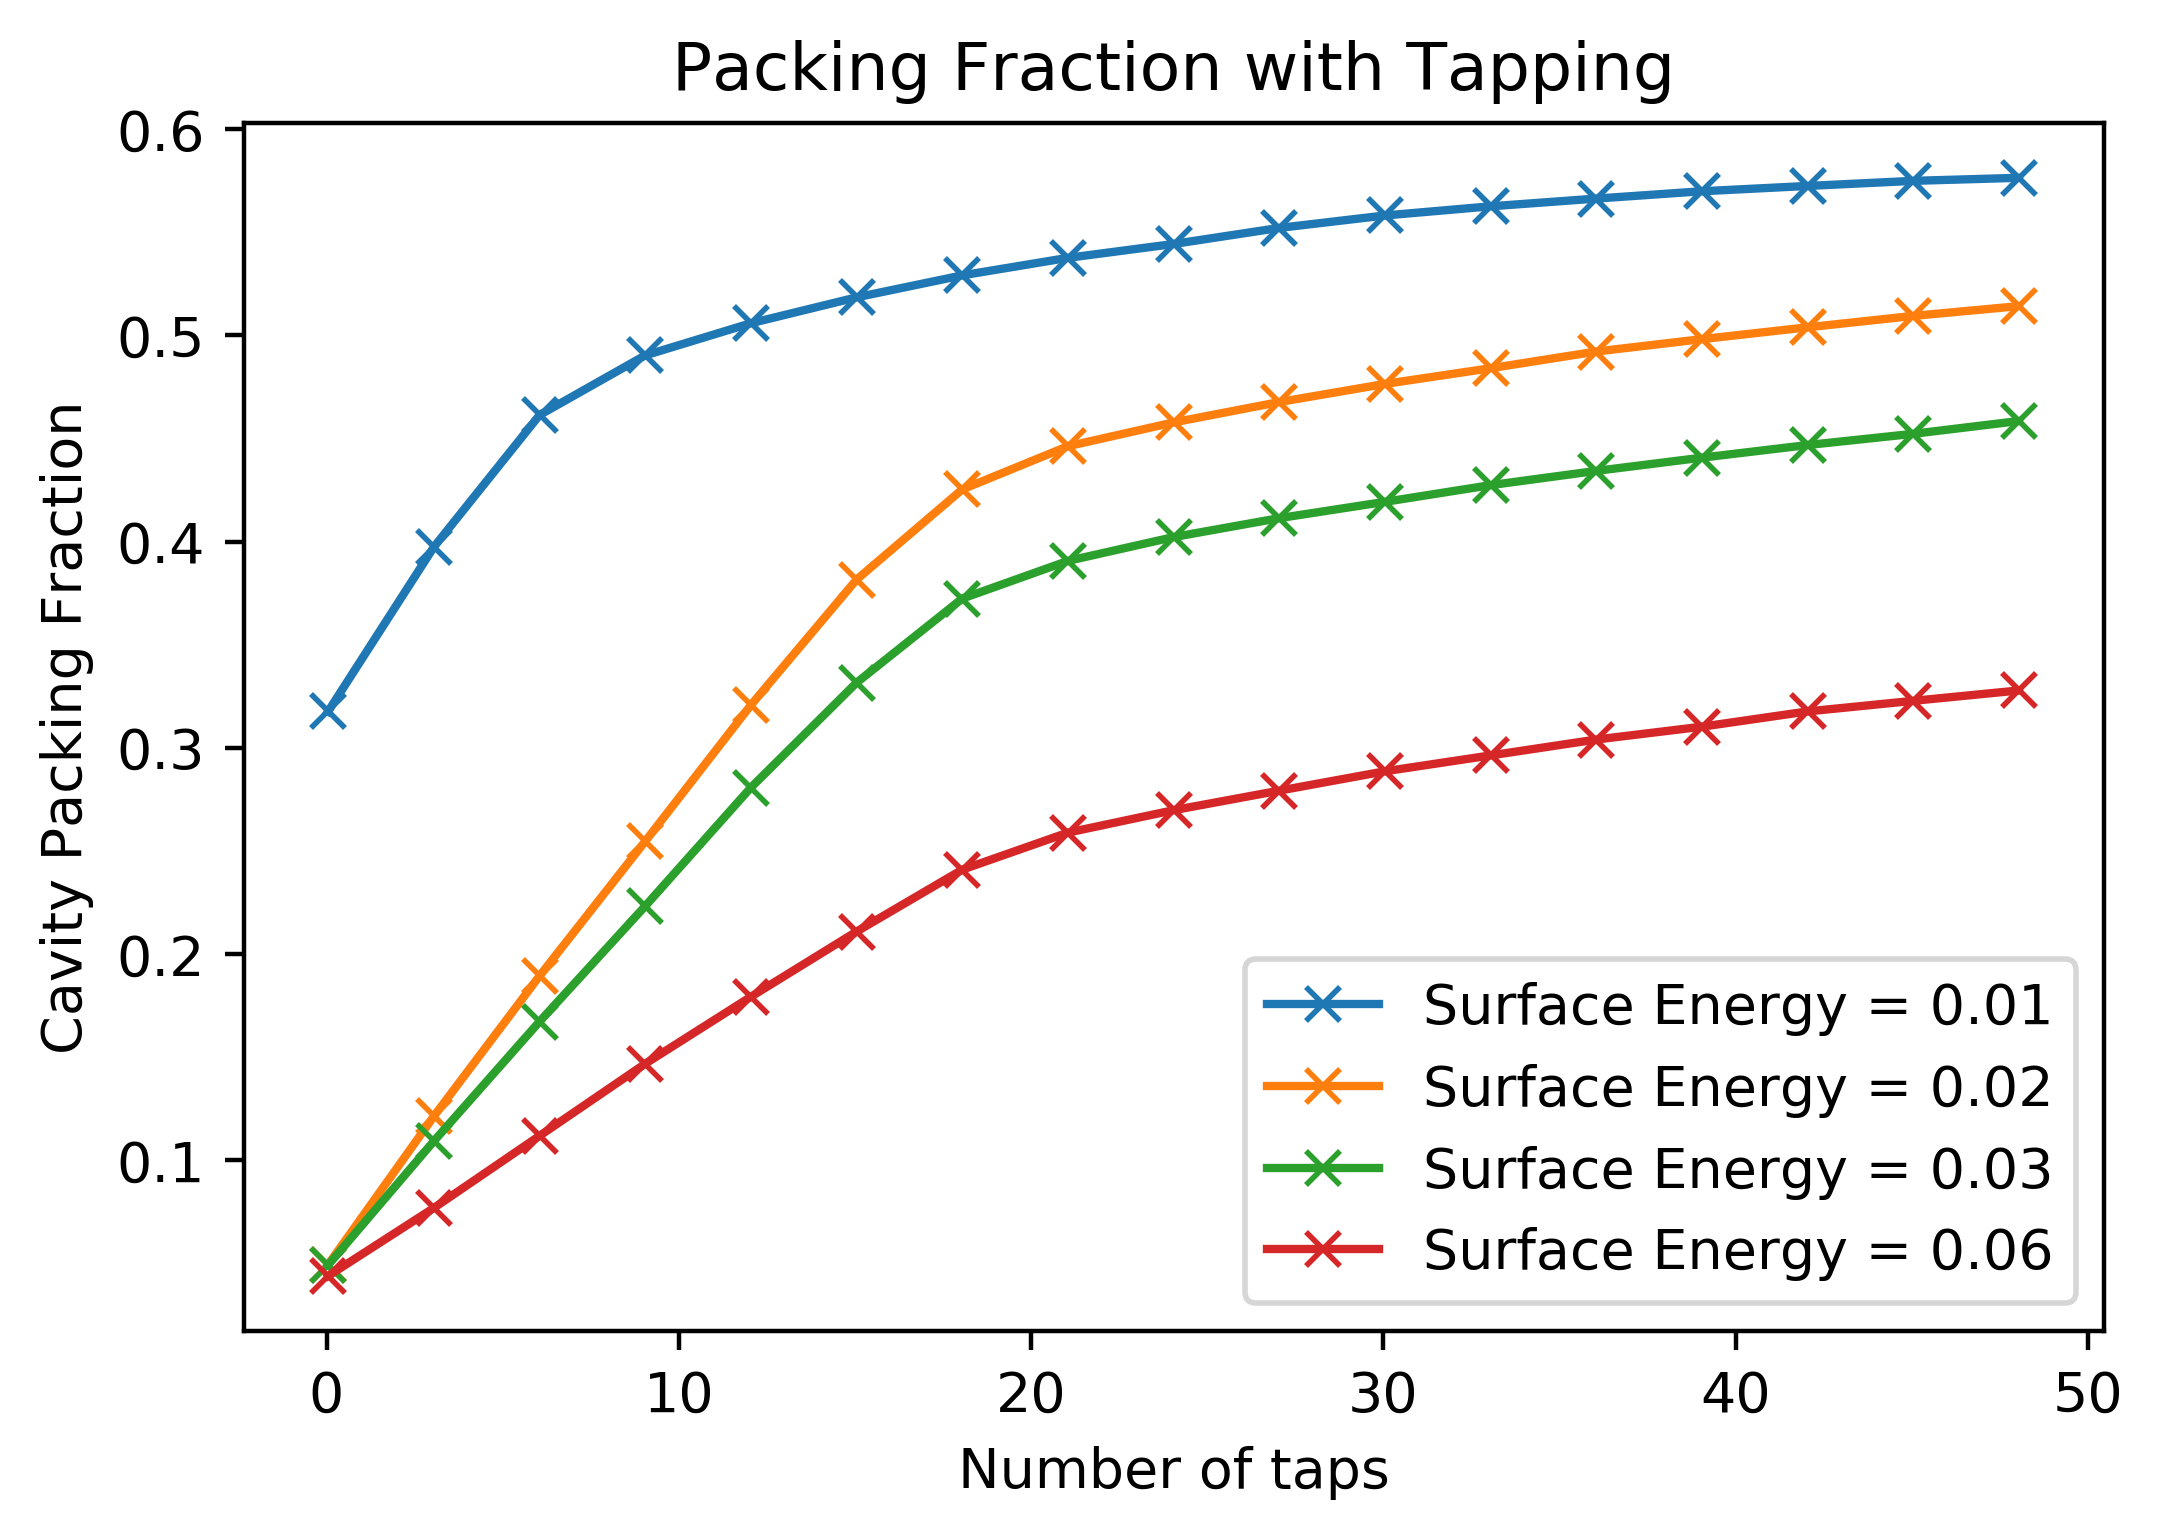 Packing Fraction with Tapping
Cavity Packing Fraction
0.6
0.5
0.4
0.3
0.2
0.1
Surface Energy = 0.01
Surface Energy = 0.02
Surface Energy = 0.03
Surface Energy = 0.06
0 10 20 30 40 50
Number of taps